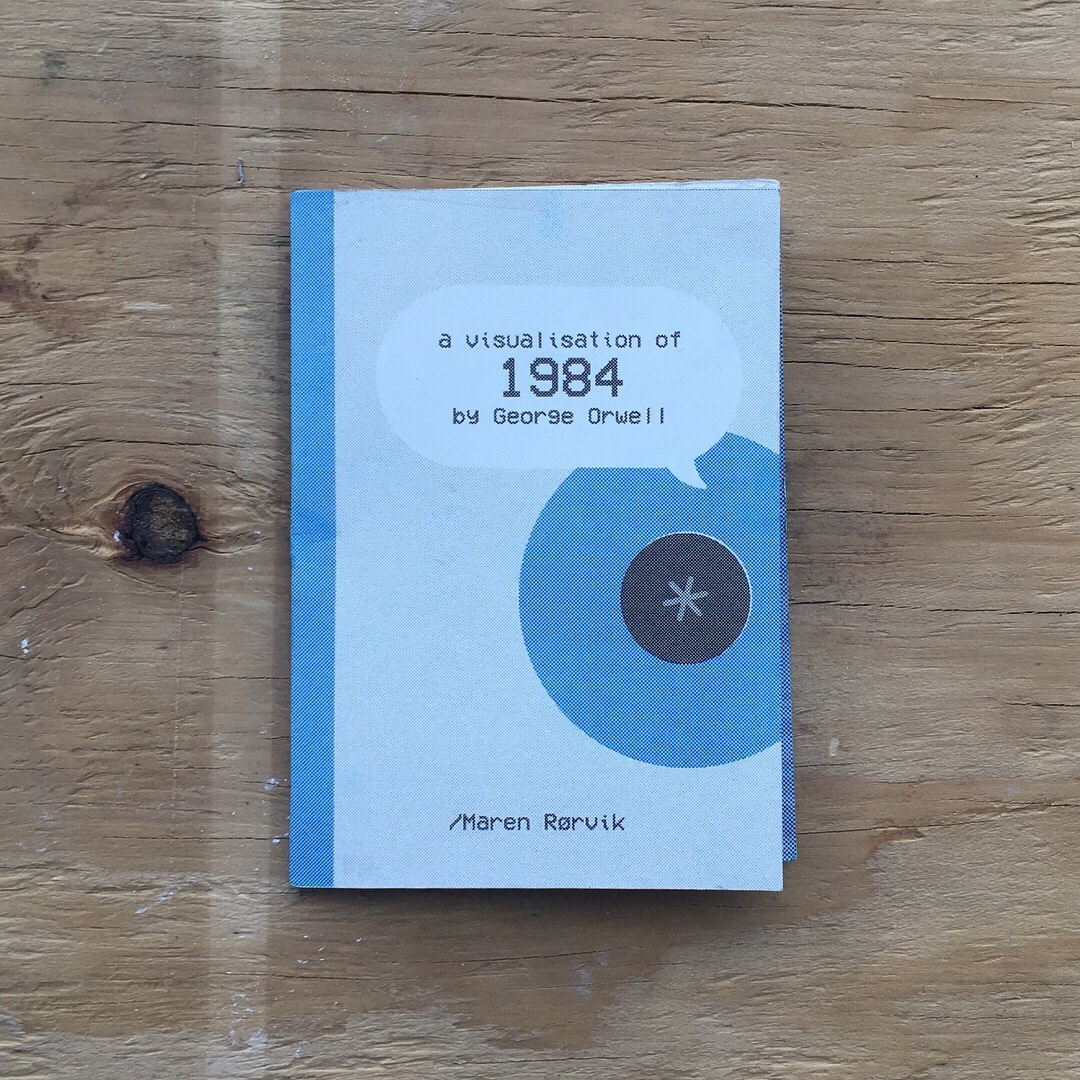 a visualisation of
1984
by George Orwell
/Maren Rørvik